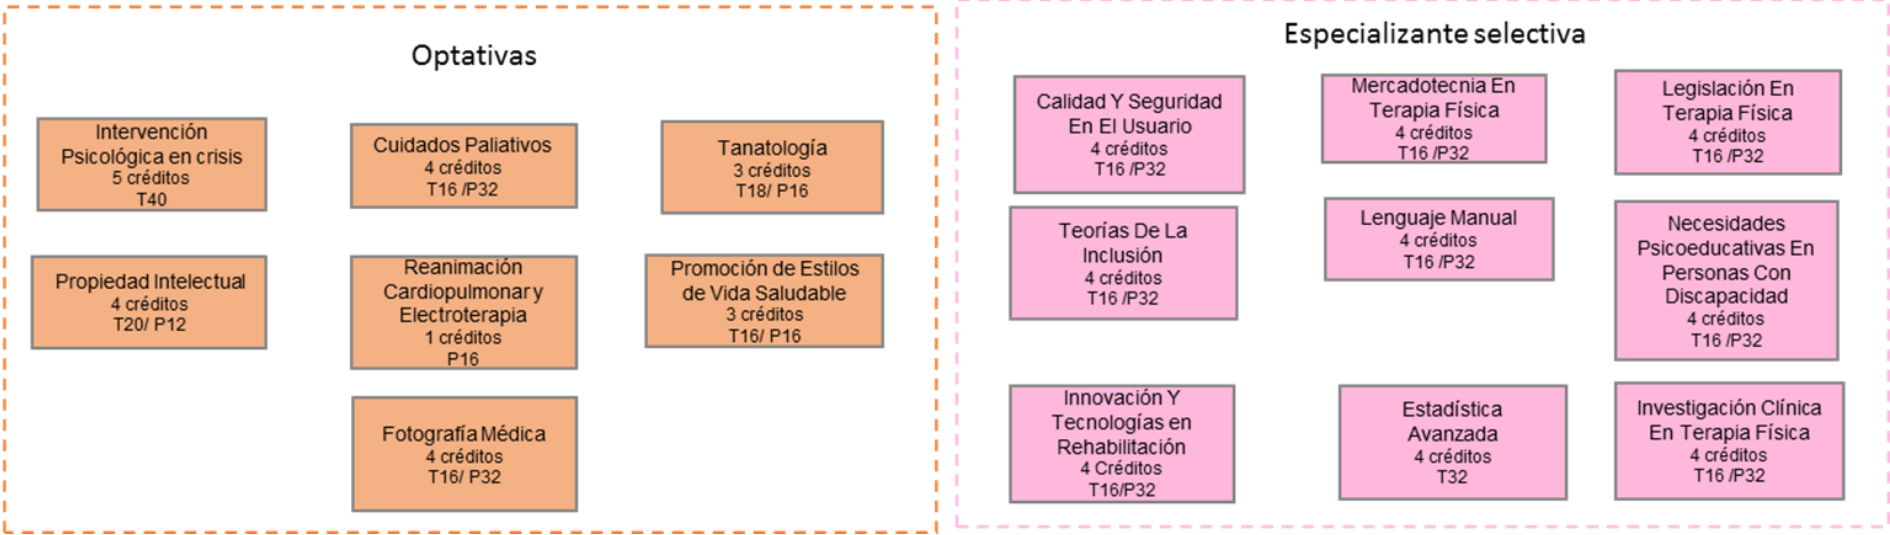 Optativas
Intervención
Psicológica en crisis
5 créditos
T40
Cuidados Paliativos
4 créditos
T16 /P32
Tanatología
3 créditos
T18/ P16
Propiedad Intelectual
4 créditos
T20/ P12
Reanimación
Cardiopulmonar y
Electroterapia
1 créditos
P16
Promoción de Estilos
de Vida Saludable
3 créditos
T16/ P16
Fotografía Médica
4 créditos
T16/ P32
Especializante selectiva
Calidad Y Seguridad
En El Usuario
4 créditos
T16 /P32
Mercadotecnia En
Terapia Física
4 créditos
T16 /P32
Legislación En
Terapia Física
4 créditos
T16 /P32
Teorías De La
Inclusión
4 créditos
T16 /P32
Lenguaje Manual
4 créditos
T16 /P32
Necesidades
Psicoeducativas En
Personas Con
Discapacidad
4 créditos
T16 /P32
Innovación Y
Tecnologías en
Rehabilitación
4 Créditos
T16/P32
Estadística
Avanzada
4 créditos
T32
Investigación Clínica
En Terapia Física
4 créditos
T16 /P32